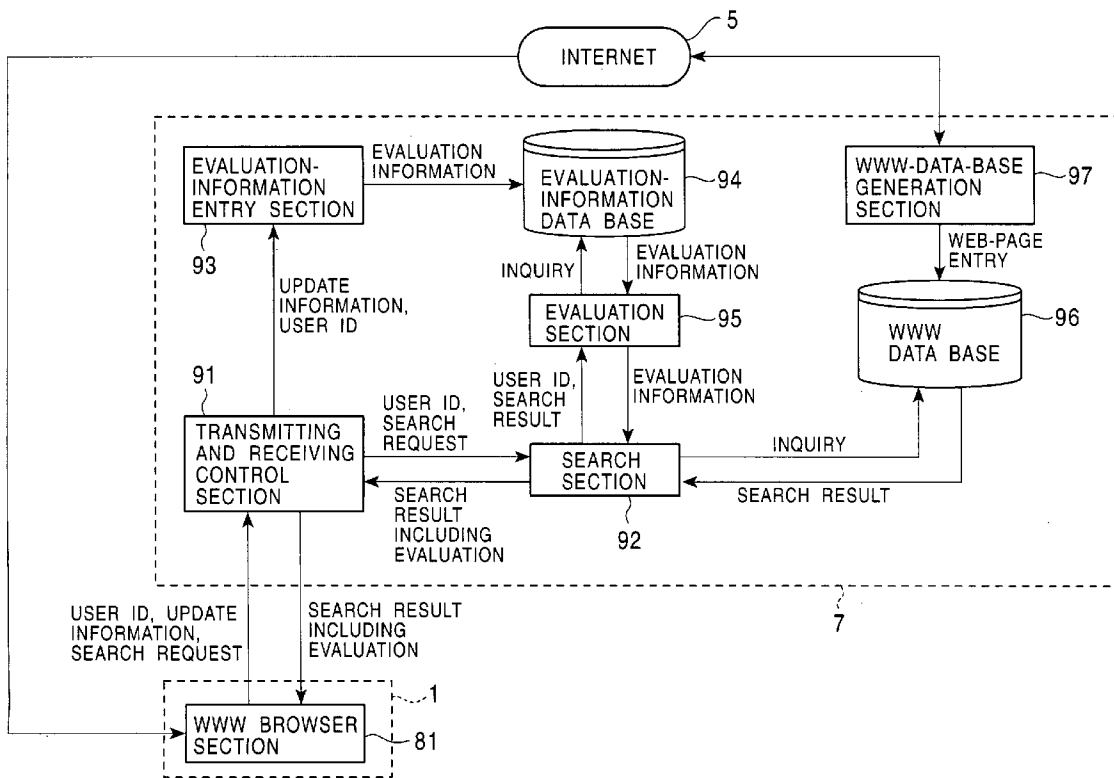 5
INTERNET
EVALUATION-
INFORMATION
ENTRY SECTION
93
EVALUATION
INFORMATION
EVALUATION-
INFORMATION
DATA BASE
94
WWW-DATA-BASE
GENERATION
SECTION
97
UPDATE
INFORMATION,
USER ID
INQUIRY
EVALUATION
INFORMATION
WEB-PAGE
ENTRY
EVALUATION
SECTION
95
WWW
DATA BASE
96
91
TRANSMITTING
AND RECEIVING
CONTROL
SECTION
USER ID,
SEARCH
REQUEST
USER ID,
SEARCH
RESULT
EVALUATION
INFORMATION
SEARCH
SECTION
92
INQUIRY
SEARCH RESULT
SEARCH
RESULT
INCLUDING
EVALUATION
7
USER ID, UPDATE
INFORMATION,
SEARCH REQUEST
SEARCH RESULT
INCLUDING
EVALUATION
1
WWW BROWSER
SECTION
81